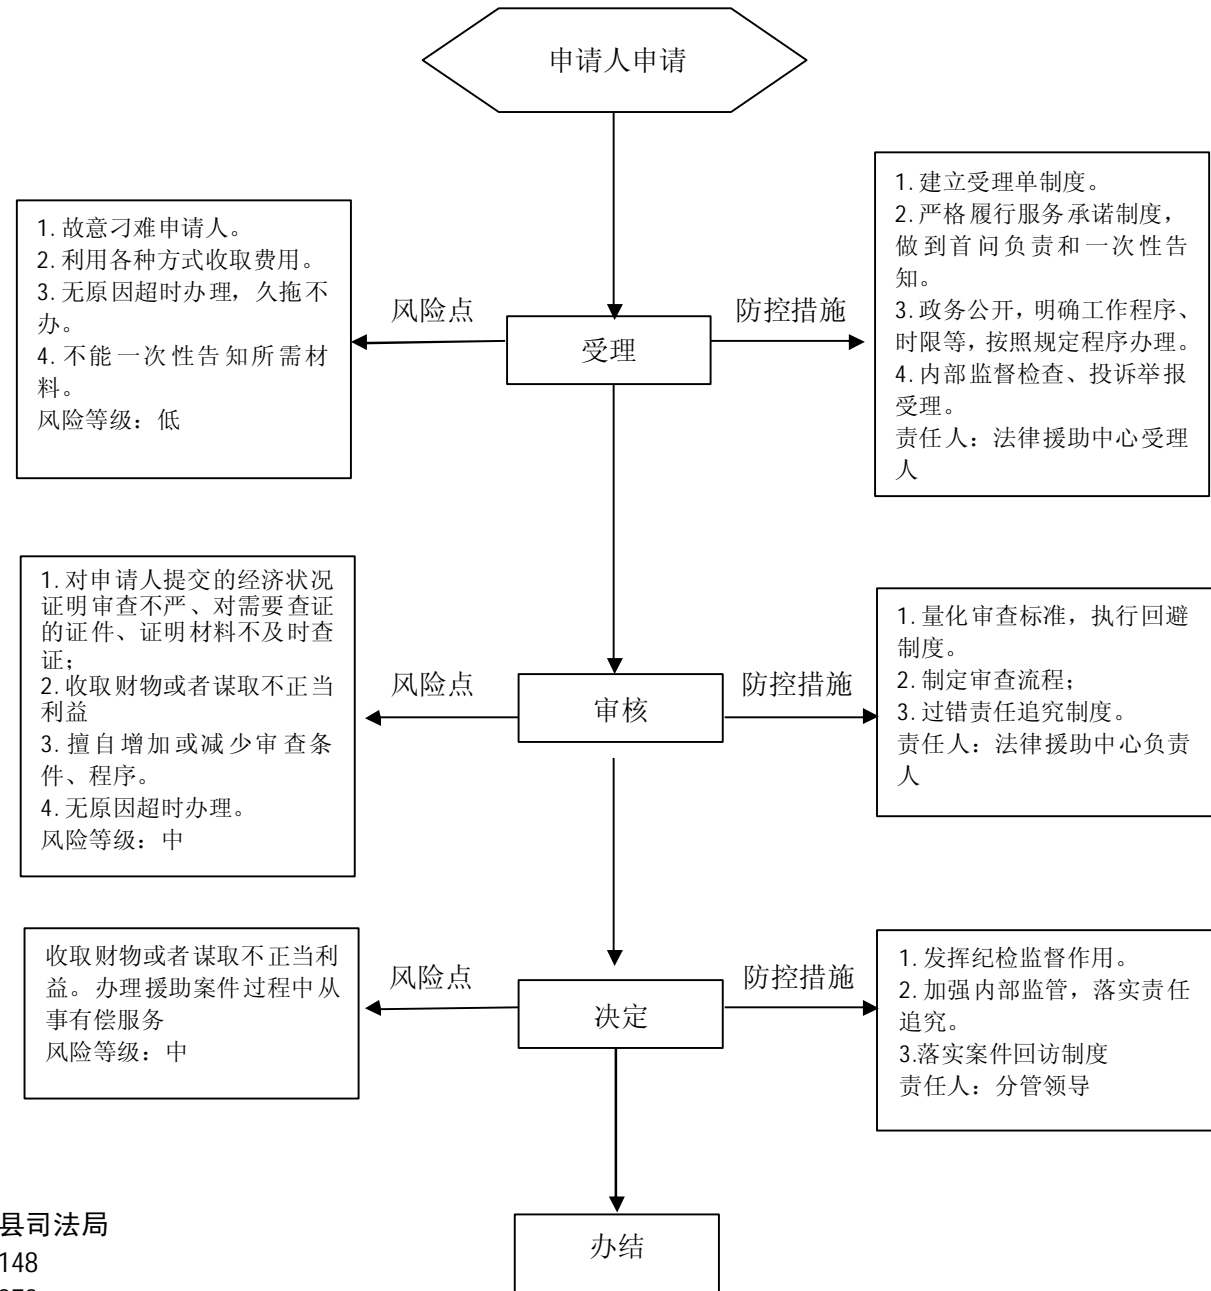 申请人申请
1.故意刁难申请人。
2.利用各种方式收取费用。
3.无原因超时办理，久拖不
办。
4.不能一次性告知所需材
料。
风险等级：低
风险点
受理
防控措施
1.建立受理单制度。
2.严格履行服务承诺制度，
做到首问负责和一次性告
知。
3.政务公开，明确工作程序、
时限等，按照规定程序办理。
4.内部监督检查、投诉举报
受理。
责任人：法律援助中心受理
人
1.对申请人提交的经济状况
证明审查不严、对需要查证
的证件、证明材料不及时查
证；
2.收取财物或者谋取不正当
利益
3.擅自增加或减少审查条
件、程序。
4.无原因超时办理。
风险等级：中
风险点
审核
防控措施
1.量化审查标准，执行回避
制度。
2.制定审查流程；
3.过错责任追究制度。
责任人：法律援助中心负责
人
收取财物或者谋取不正当利
益。办理援助案件过程中从
事有偿服务
风险等级：中
风险点
决定
防控措施
1.发挥纪检监督作用。
2.加强内部监管，落实责任
追究。
3.落实案件回访制度
责任人：分管领导
办结
县司法局
148